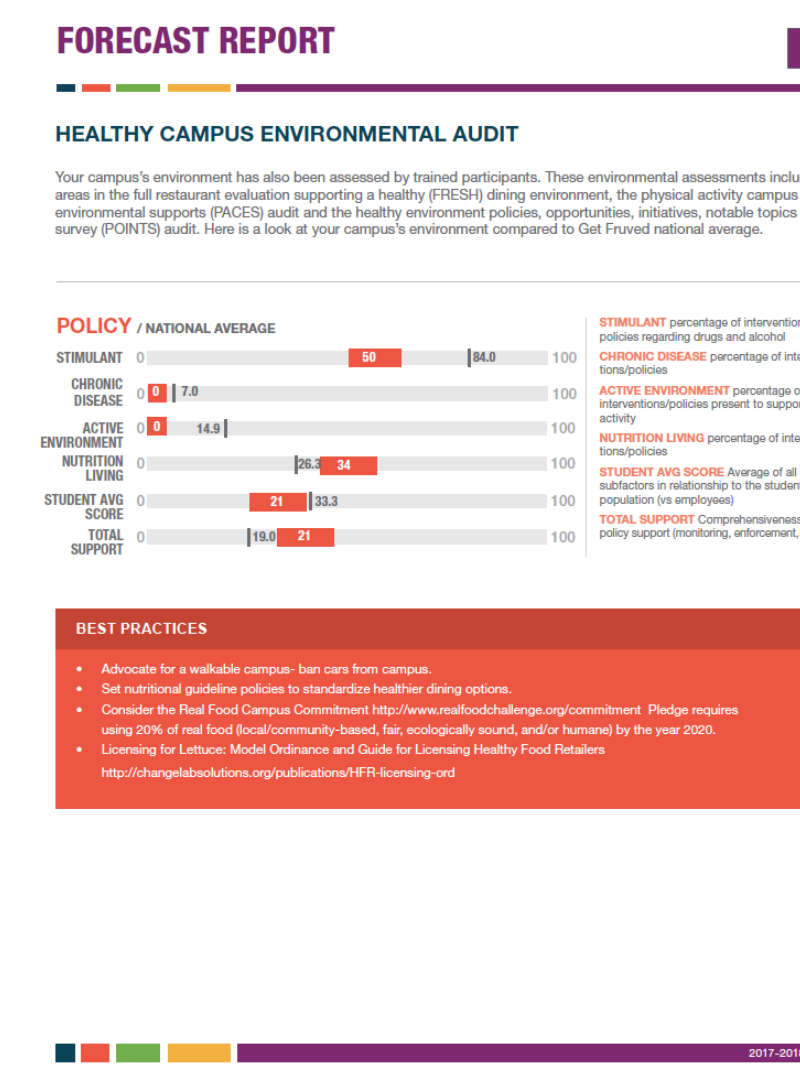 FORECAST REPORT
HEALTHY CAMPUS ENVIRONMENTAL AUDIT
Your campus's environment has also been assessed by trained participants. These environmental assessments
areas in the full restaurant evaluation supporting a healthy (FRESH) dining environment, the physical activity campus
environmental supports (PACES) audit and the healthy environment policies, opportunities, initiatives, notable topics
survey (POINTS) audit. Here is a look at your campus's environment compared to Get Fruved national average.
POLICY / NATIONAL AVERAGE
STIMULANT 0 50 84.0 100
CHRONIC
DISEASE 0 0 7.0 100
ACTIVE
ENVIRONMENT 0 0 14.9 100
NUTRITION
LIVING 0 26.3 34 100
STUDENT AVG
SCORE 0 21 33.3 100
TOTAL
SUPPORT 0 19.0 21 100
STIMULANT percentage of
policies regarding drugs and alcohol
CHRONIC DISEASE percentage of
tions/policies
ACTIVE ENVIRONMENT percentage
interventions/policies present to
activity
NUTRITION LIVING percentage of
tions/policies
STUDENT AVG SCORE Average of all
subfactors in relationship to the
population (vs employees)
TOTAL SUPPORT
policy support (monitoring, enforcement,
BEST PRACTICES
• Advocate for a walkable campus- ban cars from campus.
• Set nutritional guideline policies to standardize healthier dining options.
• Consider the Real Food Campus Commitment http://www.realfoodchallenge.org/commitment Pledge requires
using 20% of real food (local/community-based, fair, ecologically sound, and/or humane) by the year 2020.
• Licensing for Lettuce: Model Ordinance and Guide for Licensing Healthy Food Retailers
http://changelabsolutions.org/publications/HFR-licensing-ord